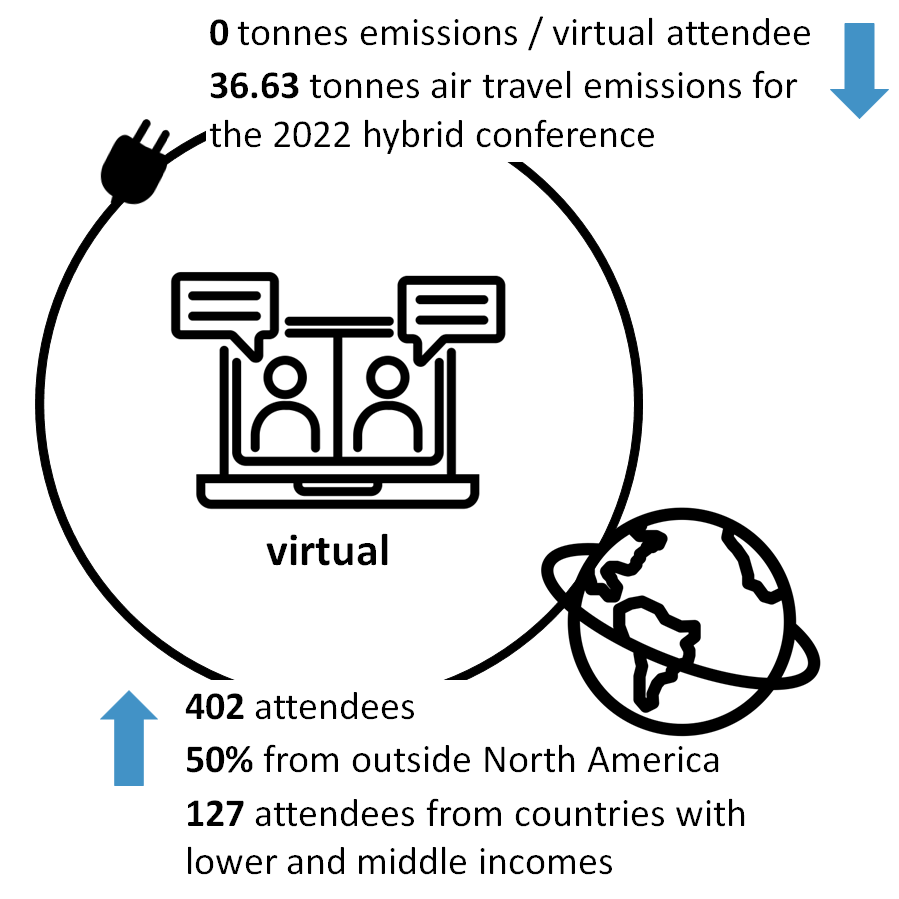 0 tonnes emissions / virtual attendee
36.63 tonnes air travel emissions for
the 2022 hybrid conference
virtual
402 attendees
50% from outside North America
127 attendees from countries with
lower and middle incomes